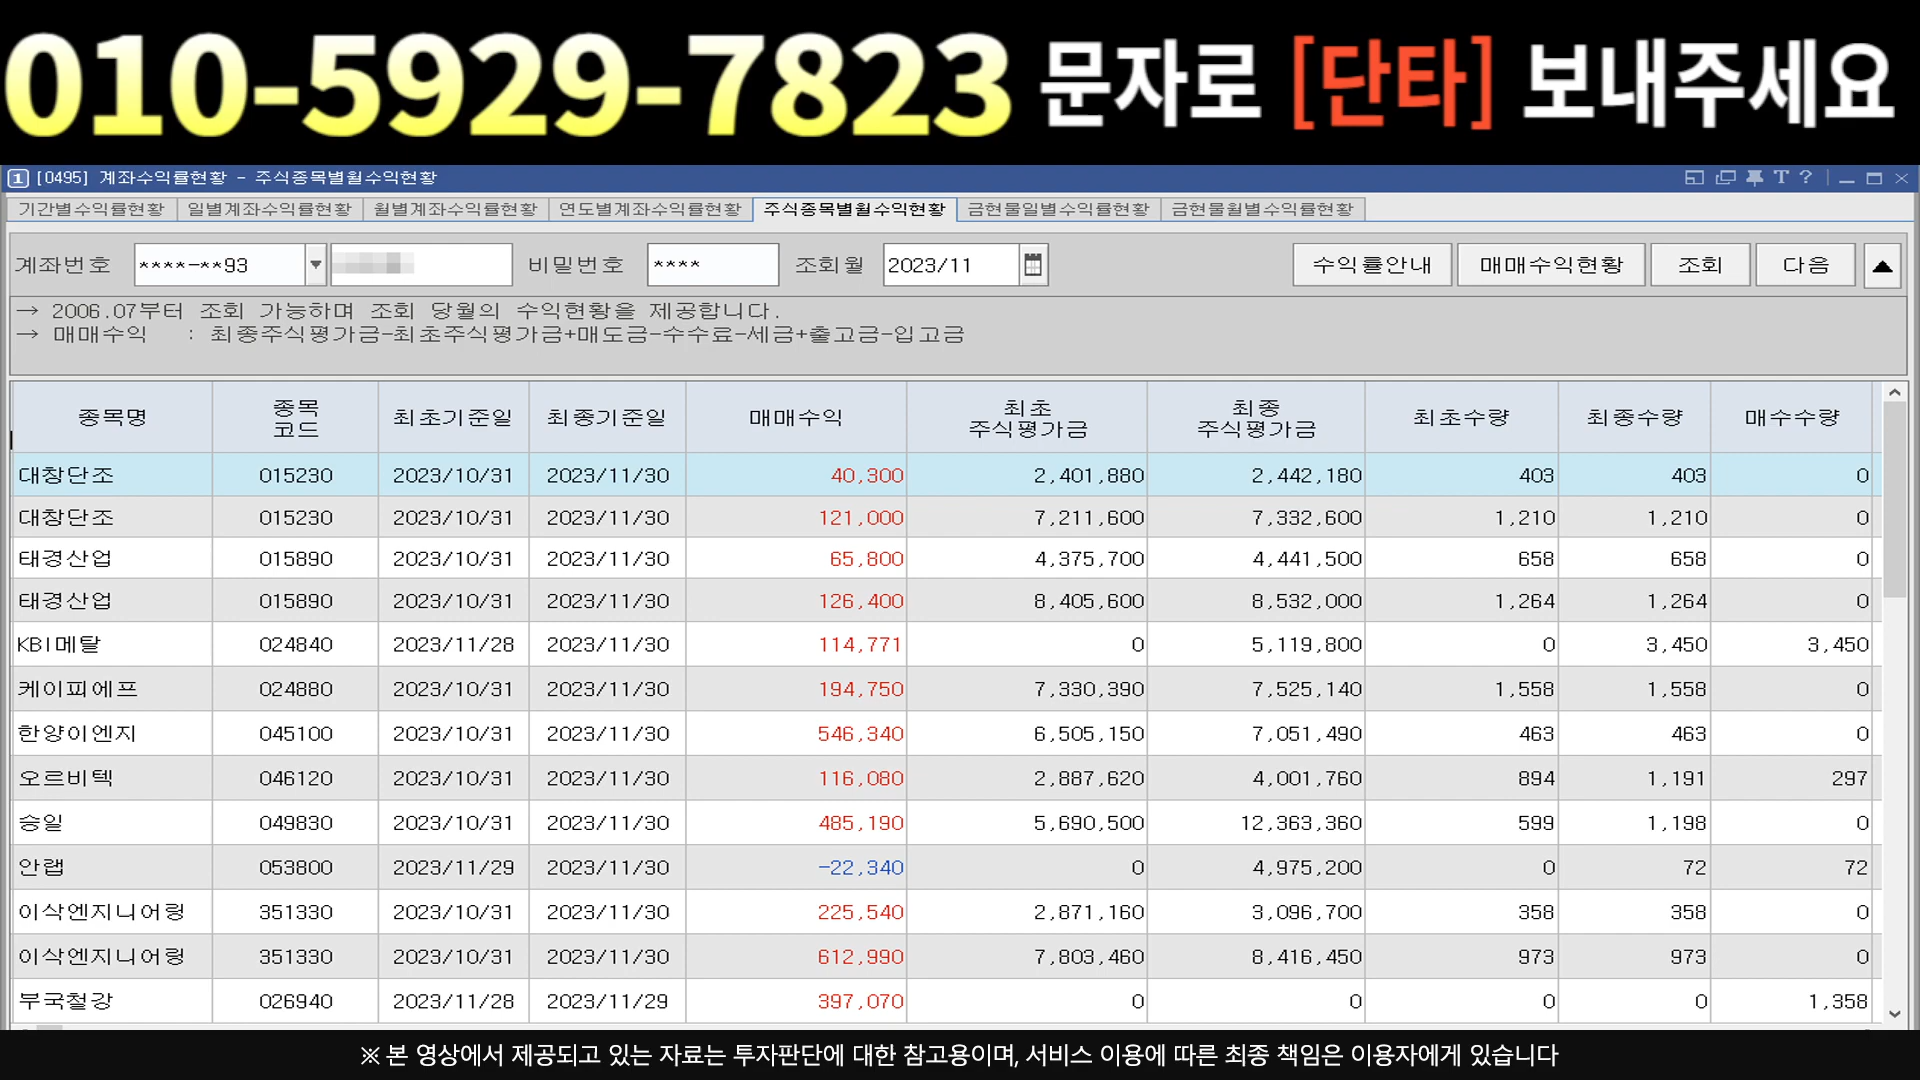 010-5929-7823 문자로 [단타] 보내주세요
1 [0495] 계좌수익률현황 - 주식종목별월수익현황 T ?
기간별수익률현황 일별계좌수익률현황 월별계좌수익률현황 연도별계좌수익률현황 주식종목별월수익현황 금현물일별수익률현황 금현물월별수익률현황
계좌번호 ****-**93 비밀번호 **** 조회월 2023/11 수익률안내 매매수익현황 조회 다음 ▲
→ 2006.07부터 조회 가능하며 조회 당월의 수익현황을 제공합니다.
→ 매매수익 : 최종주식평가금-최초주식평가금+매도금-수수료-세금+출고금-입고금
종목명 종목 코드 최초기준일 최종기준일 매매수익 최초 주식평가금 최종 주식평가금 최초수량 최종수량 매수수량
대창단조 015230 2023/10/31 2023/11/30 40,300 2,401,880 2,442,180 403 403 0
대창단조 015230 2023/10/31 2023/11/30 121,000 7,211,600 7,332,600 1,210 1,210 0
태경산업 015890 2023/10/31 2023/11/30 65,800 4,375,700 4,441,500 658 658 0
태경산업 015890 2023/10/31 2023/11/30 126,400 8,405,600 8,532,000 1,264 1,264 0
KBI메탈 024840 2023/11/28 2023/11/30 114,771 0 5,119,800 0 3,450 3,450
케이피에프 024880 2023/10/31 2023/11/30 194,750 7,330,390 7,525,140 1,558 1,558 0
한양이엔지 045100 2023/10/31 2023/11/30 546,340 6,505,150 7,051,490 463 463 0
오르비텍 046120 2023/10/31 2023/11/30 116,080 2,887,620 4,001,760 894 1,191 297
승일 049830 2023/10/31 2023/11/30 485,190 5,690,500 12,363,360 599 1,198 0
안랩 053800 2023/11/29 2023/11/30 -22,340 0 4,975,200 0 72 72
이삭엔지니어링 351330 2023/10/31 2023/11/30 225,540 2,871,160 3,096,700 358 358 0
이삭엔지니어링 351330 2023/10/31 2023/11/30 612,990 7,803,460 8,416,450 973 973 0
부국철강 026940 2023/11/28 2023/11/29 397,070 0 0 0 0 1,358
※ 본 영상에서 제공되고 있는 자료는 투자판단에 대한 참고용이며, 서비스 이용에 따른 최종 책임은 이용자에게 있습니다